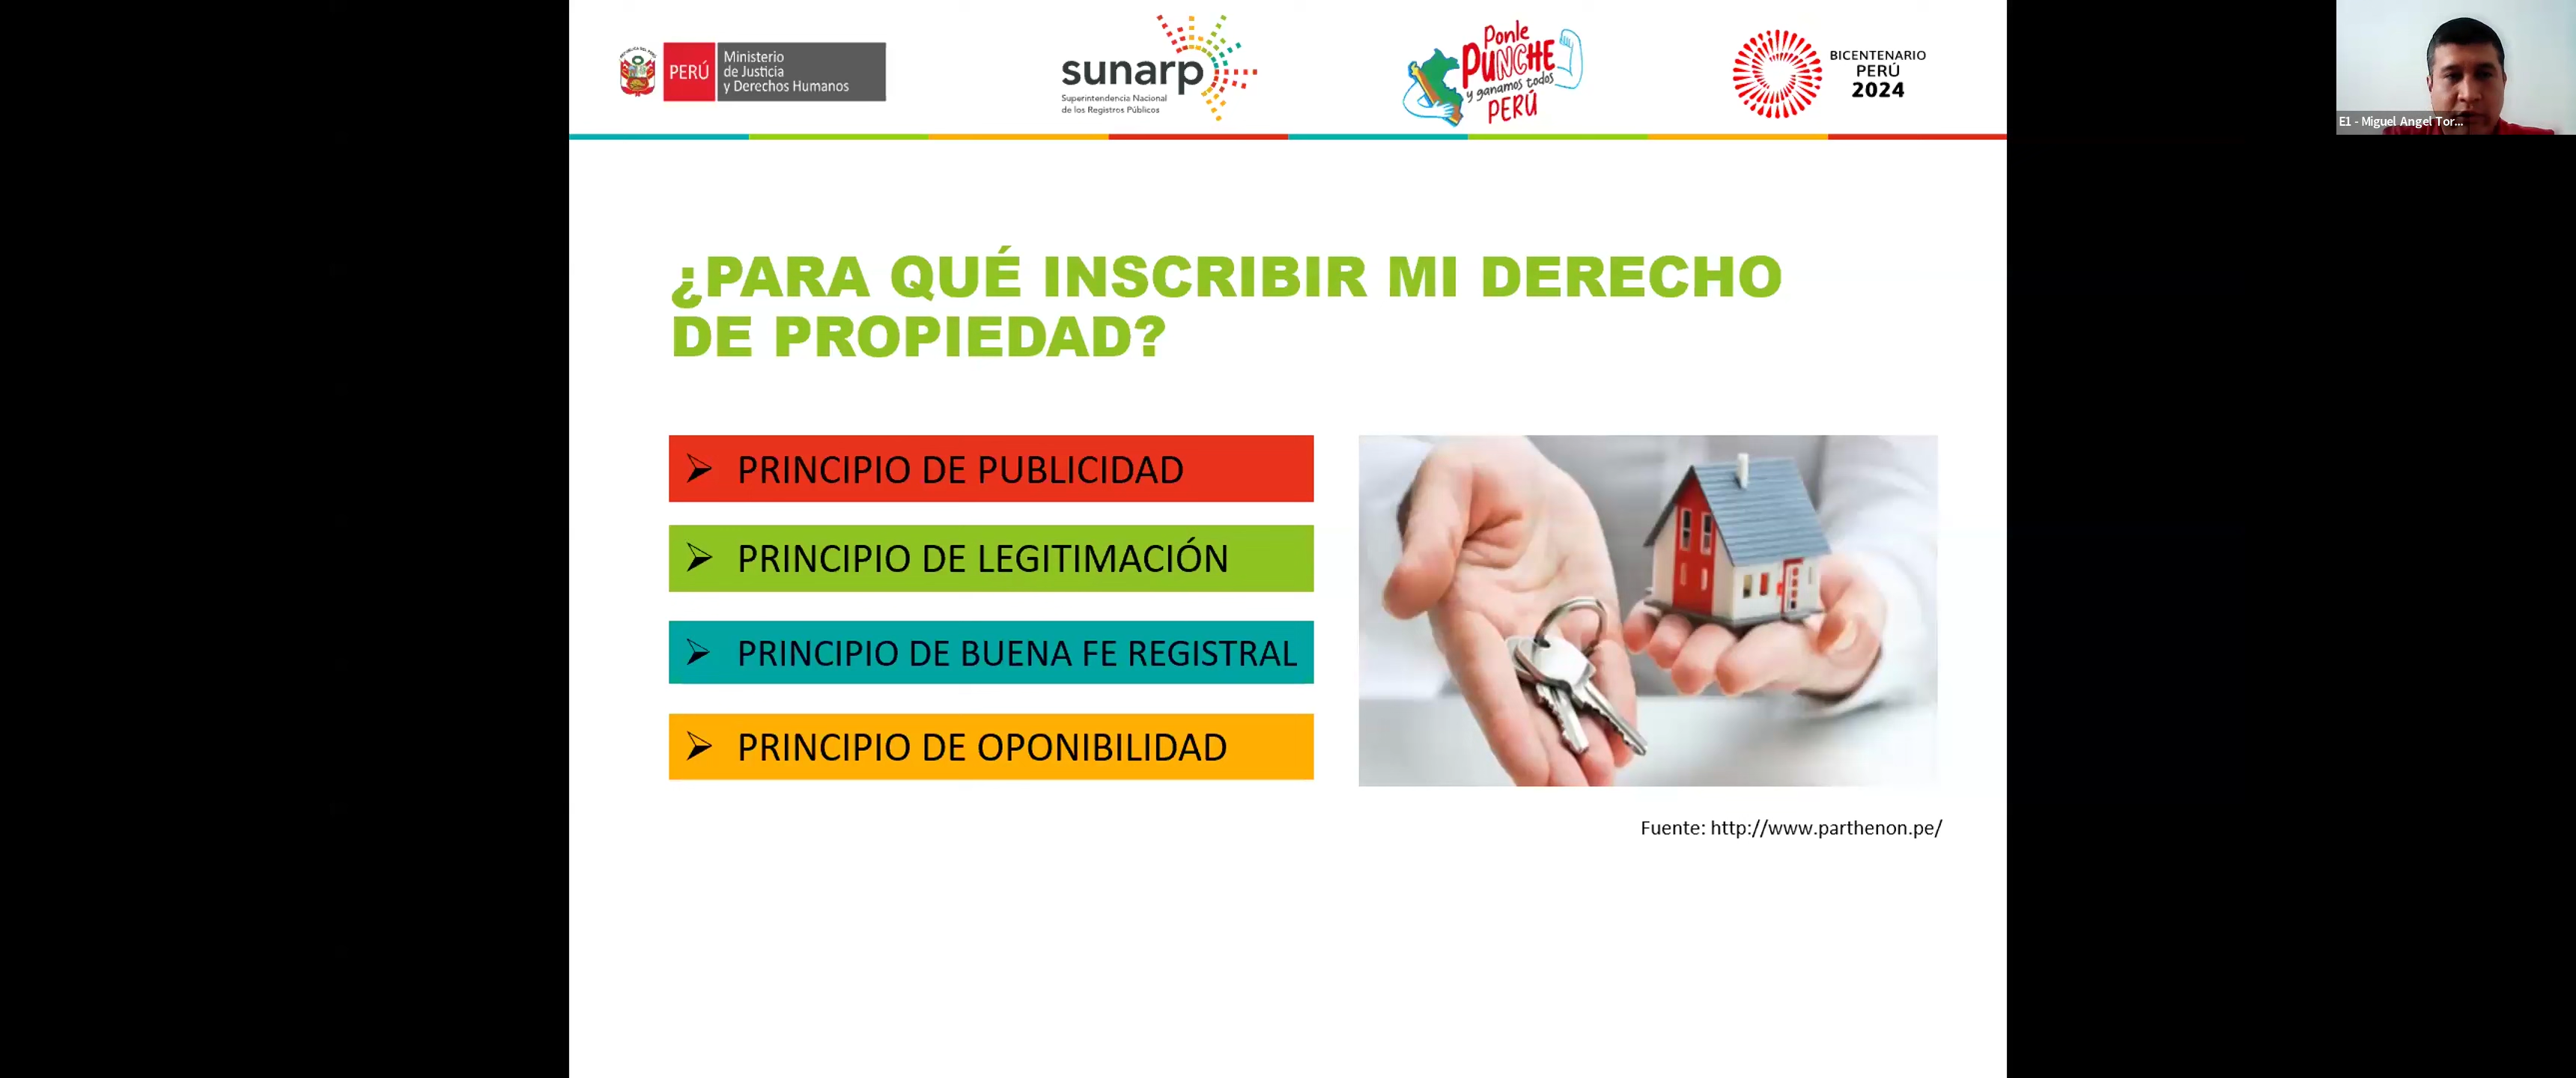 PERÚ
Ministerio
de Justicia
y Derechos Humanos
sunarp
Superintendencia Nacional
de los Registros Públicos
Ponle
PUNCHE
y ganamos todos
PERÚ
BICENTENARIO
PERÚ
2024
E1 - Miguel Angel Tor...
¿PARA QUÉ INSCRIBIR MI DERECHO
DE PROPIEDAD?
➢ PRINCIPIO DE PUBLICIDAD
➢ PRINCIPIO DE LEGITIMACIÓN
➢ PRINCIPIO DE BUENA FE REGISTRAL
➢ PRINCIPIO DE OPONIBILIDAD
Fuente: http://www.parthenon.pe/